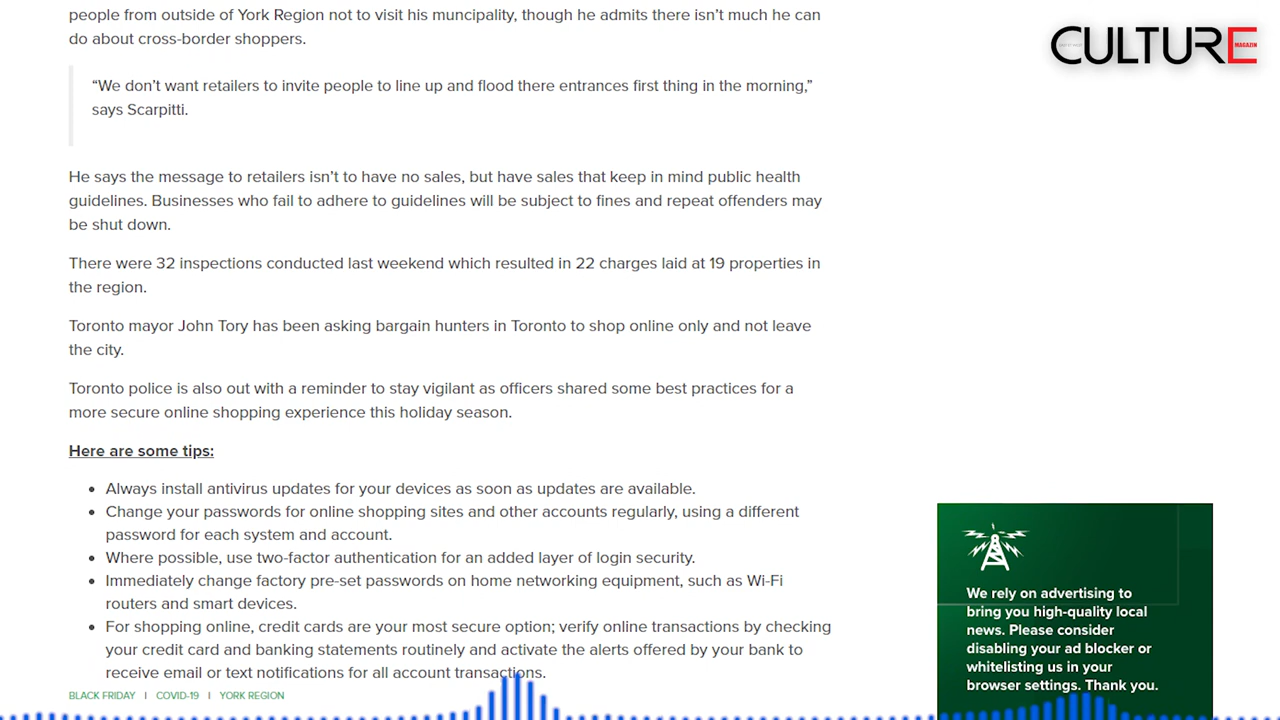 people from outside of York Region not to visit his muncipality, though he admits there isn’t much he can
do about cross-border shoppers.
“We don’t want retailers to invite people to line up and flood there entrances first thing in the morning,”
says Scarpitti.
He says the message to retailers isn’t to have no sales, but have sales that keep in mind public health
guidelines. Businesses who fail to adhere to guidelines will be subject to fines and repeat offenders may
be shut down.
There were 32 inspections conducted last weekend which resulted in 22 charges laid at 19 properties in
the region.
Toronto mayor John Tory has been asking bargain hunters in Toronto to shop online only and not leave
the city.
Toronto police is also out with a reminder to stay vigilant as officers shared some best practices for a
more secure online shopping experience this holiday season.
Here are some tips:
• Always install antivirus updates for your devices as soon as updates are available.
• Change your passwords for online shopping sites and other accounts regularly, using a different
password for each system and account.
• Where possible, use two-factor authentication for an added layer of login security.
• Immediately change factory pre-set passwords on home networking equipment, such as Wi-Fi
routers and smart devices.
• For shopping online, credit cards are your most secure option; verify online transactions by checking
your credit card and banking statements routinely and activate the alerts offered by your bank to
receive email or text notifications for all account transactions.
BLACK FRIDAY | COVID-19 | YORK REGION
CULTURE
MAGAZIN
We rely on advertising to
bring you high-quality local
news. Please consider
disabling your ad blocker or
whitelisting us in your
browser settings. Thank you.